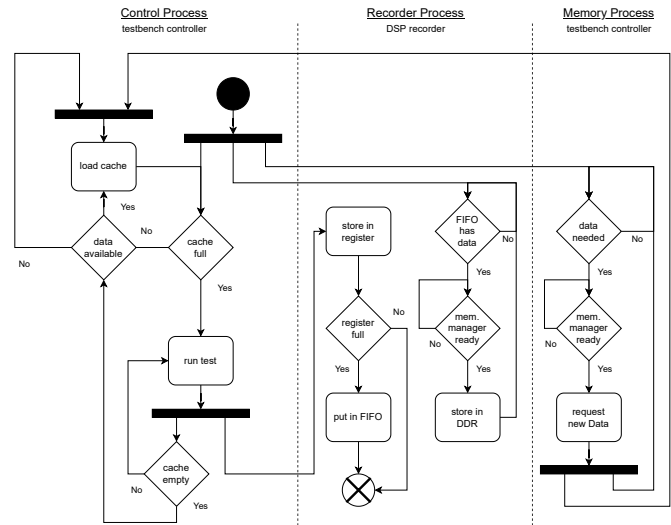 Control Process
testbench controller
Recorder Process
DSP recorder
Memory Process
testbench controller
load cache
Yes
data
available
No
No
cache
full
Yes
run test
cache
empty
No
Yes
store in
register
register
full
No
Yes
put in FIFO
FIFO
has
data
No
Yes
mem.
manager
ready
No
Yes
store in
DDR
data
needed
No
Yes
mem.
manager
ready
No
Yes
request
new Data